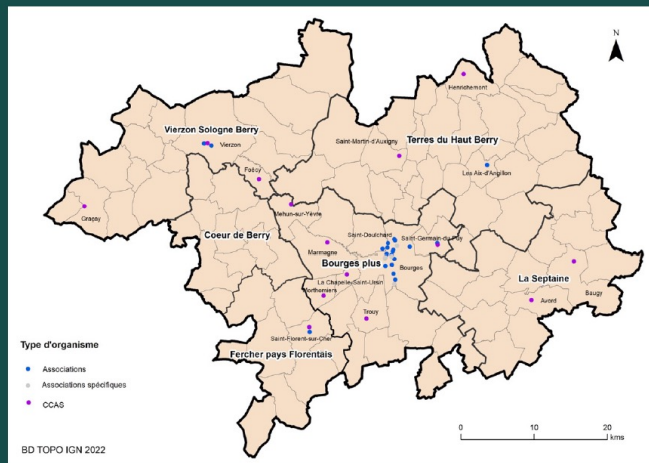 N
Henrichemont
Vierzon Sologne Berry
Terres du Haut Berry
Vierzon
Saint-Martin-d'Auxigny
Les Aix-d'Angillon
Foëcy
Graçay
Mehun-sur-Yèvre
Coeur de Berry
Saint-Doulchard
Saint-Germain-du-Puy
Marmagne
Bourges plus
Bourges
La Septaine
La Chapelle-Saint-Ursin
Morthomiers
Baugy
Avord
Trouy
Saint-Florent-sur-Cher
Fercher pays Florentais
Type d'organisme
Associations
Associations spécifiques
CCAS
0 10 20
kms
BD TOPO IGN 2022